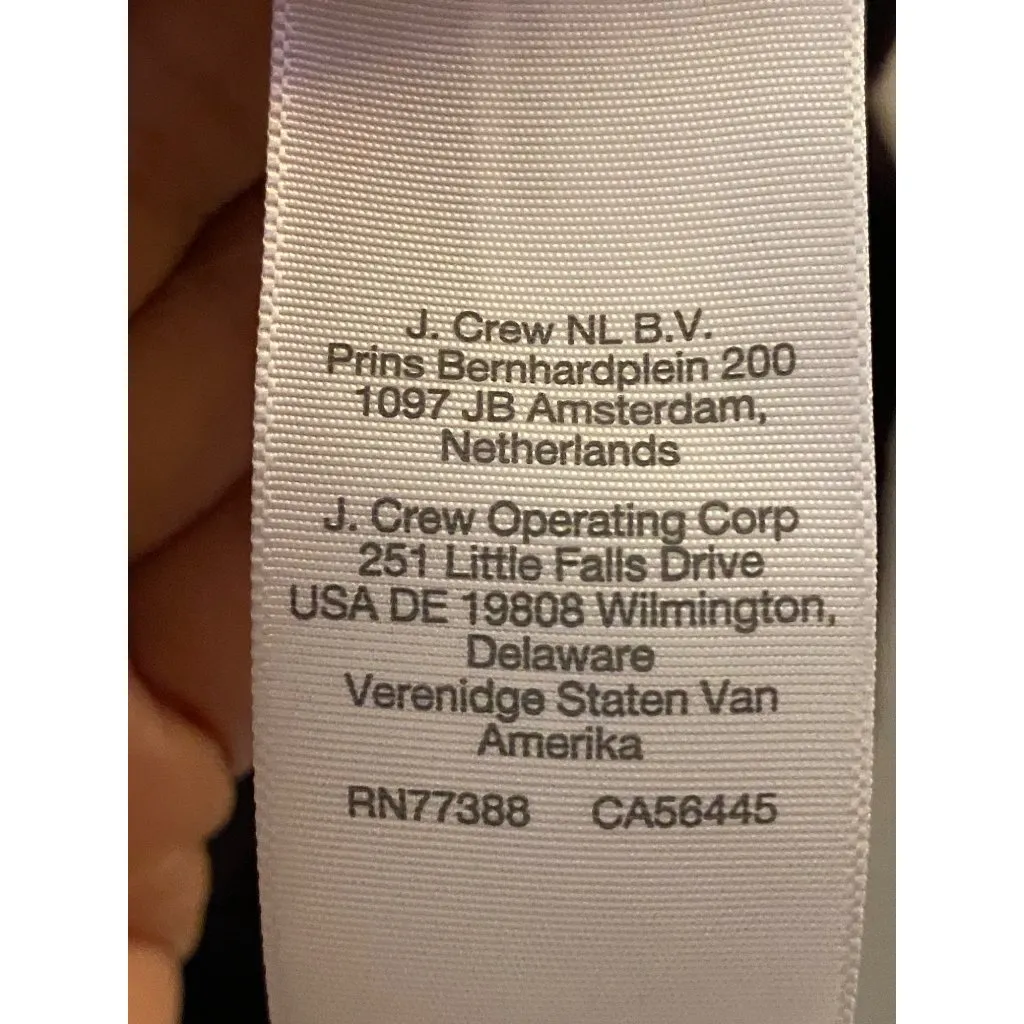 J. Crew NL B.V.
Prins Bernhardplein 200
1097 JB Amsterdam,
Netherlands
J. Crew Operating Corp
251 Little Falls Drive
USA DE 19808 Wilmington,
Delaware
Verenidge Staten Van
Amerika
RN77388 CA56445